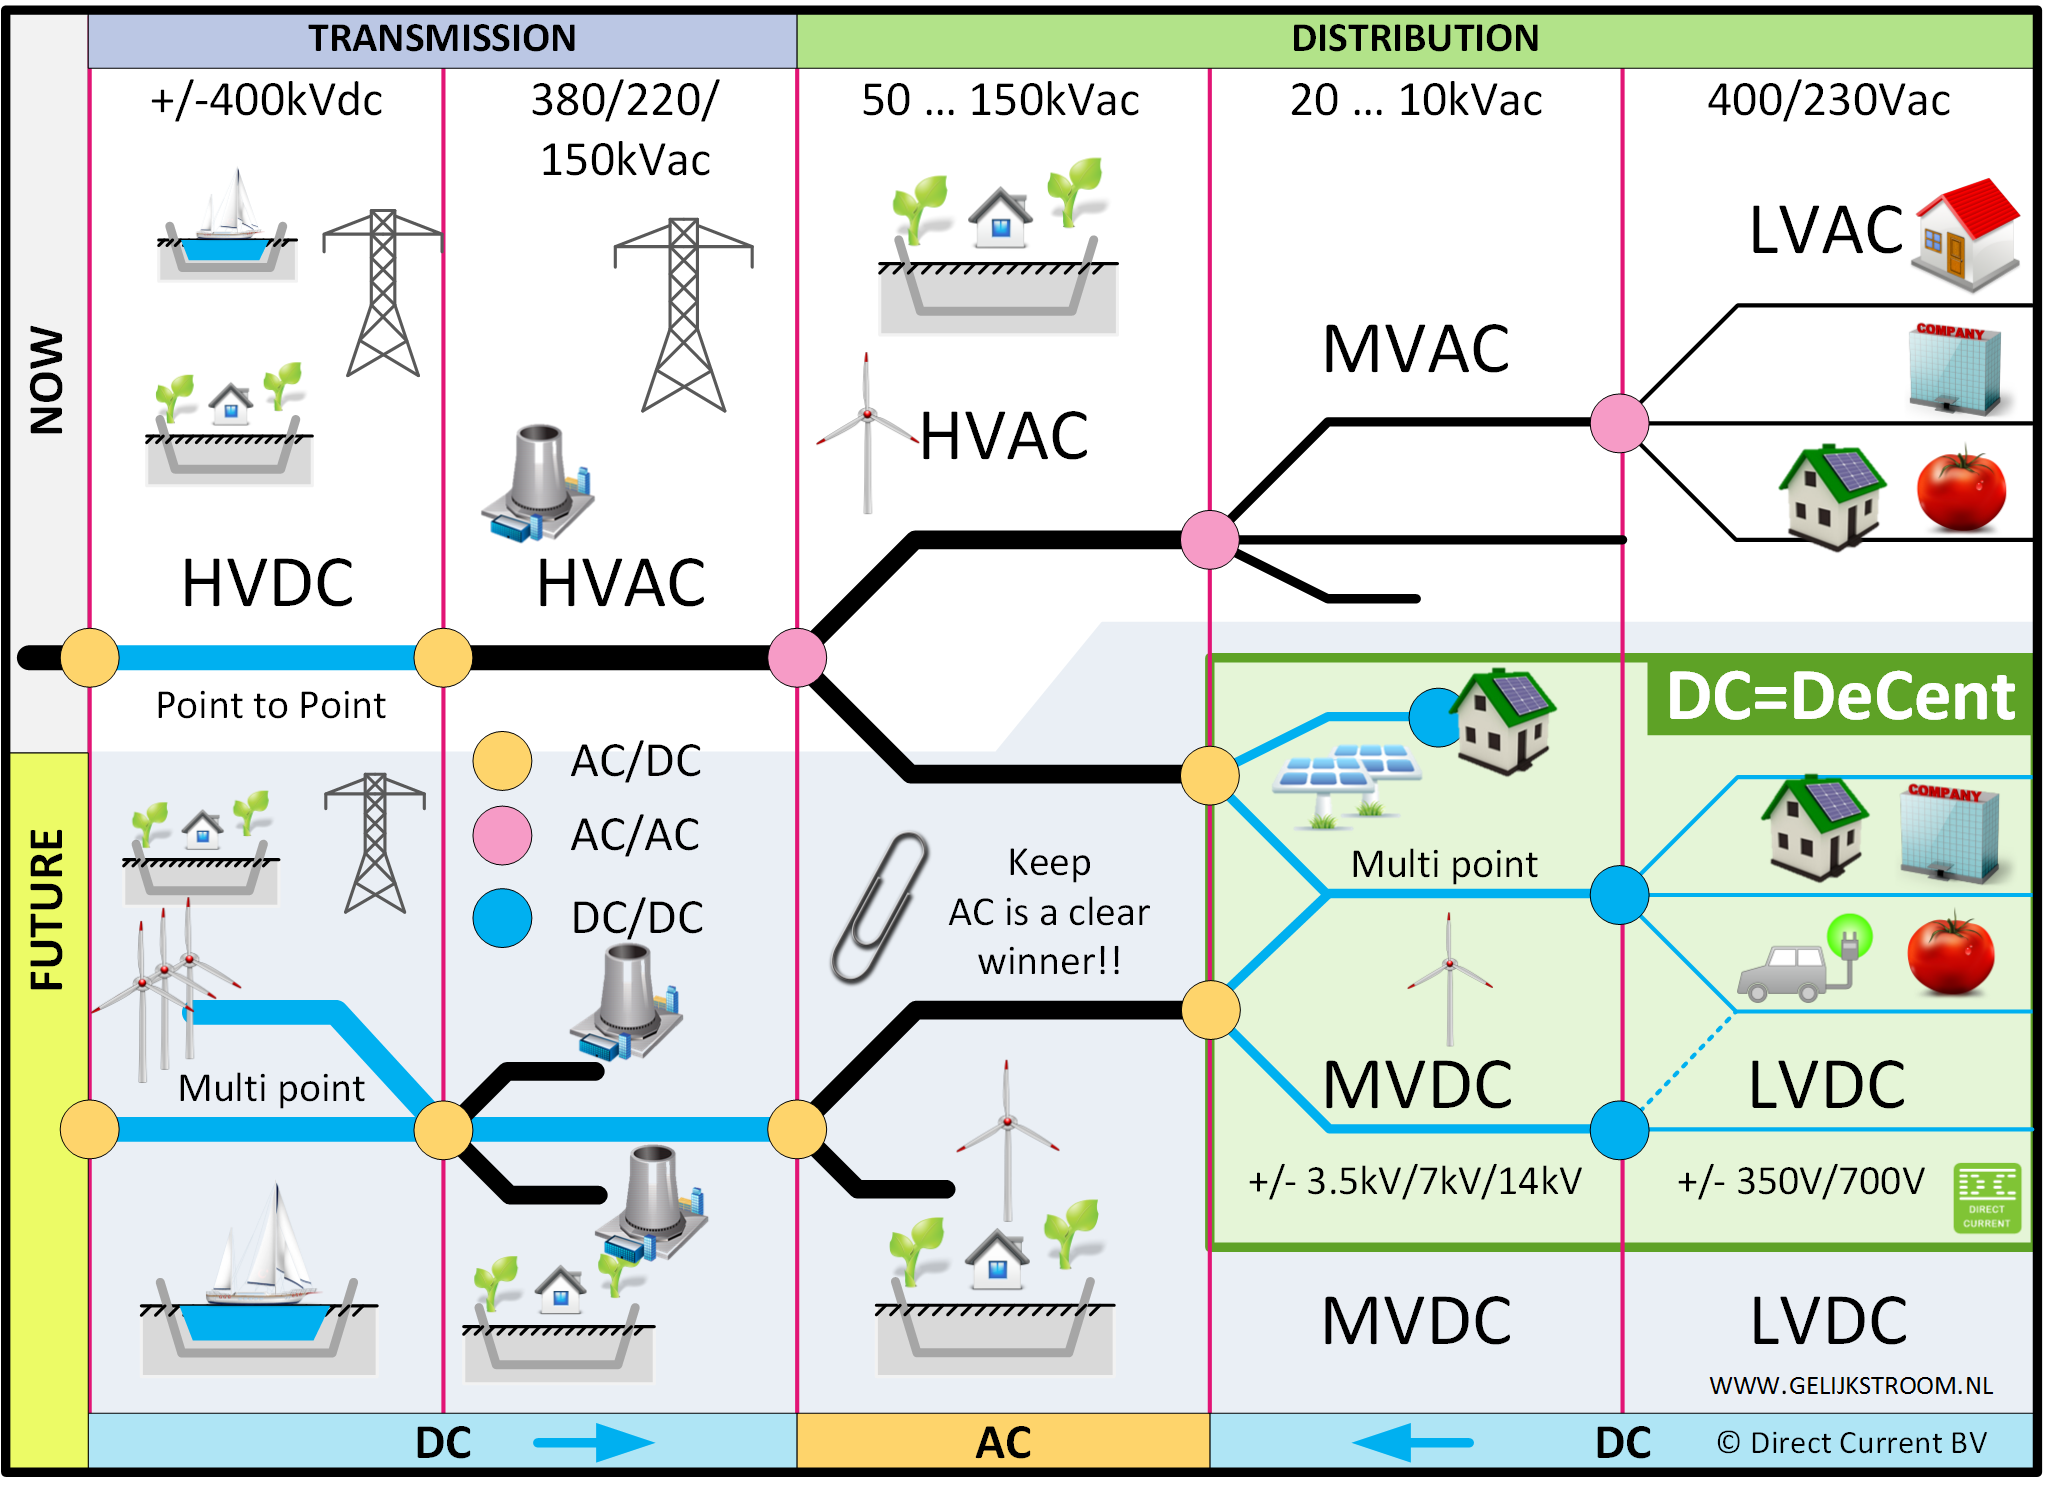 TRANSMISSION
DISTRIBUTION
+/-400kVdc
380/220/
150kVac
50 ... 150kVac
20 ... 10kVac
400/230Vac
NOW
LVAC
COMPANY
MVAC
HVAC
HVDC
HVAC
Point to Point
DC=DeCent
FUTURE
AC/DC
AC/AC
DC/DC
Keep
AC is a clear
winner!!
Multi point
COMPANY
Multi point
MVDC
LVDC
+/- 3.5kV/7kV/14kV
+/- 350V/700V
DC
DIRECT
CURRENT
MVDC
LVDC
WWW.GELIJKSTROOM.NL
DC
AC
DC
© Direct Current BV